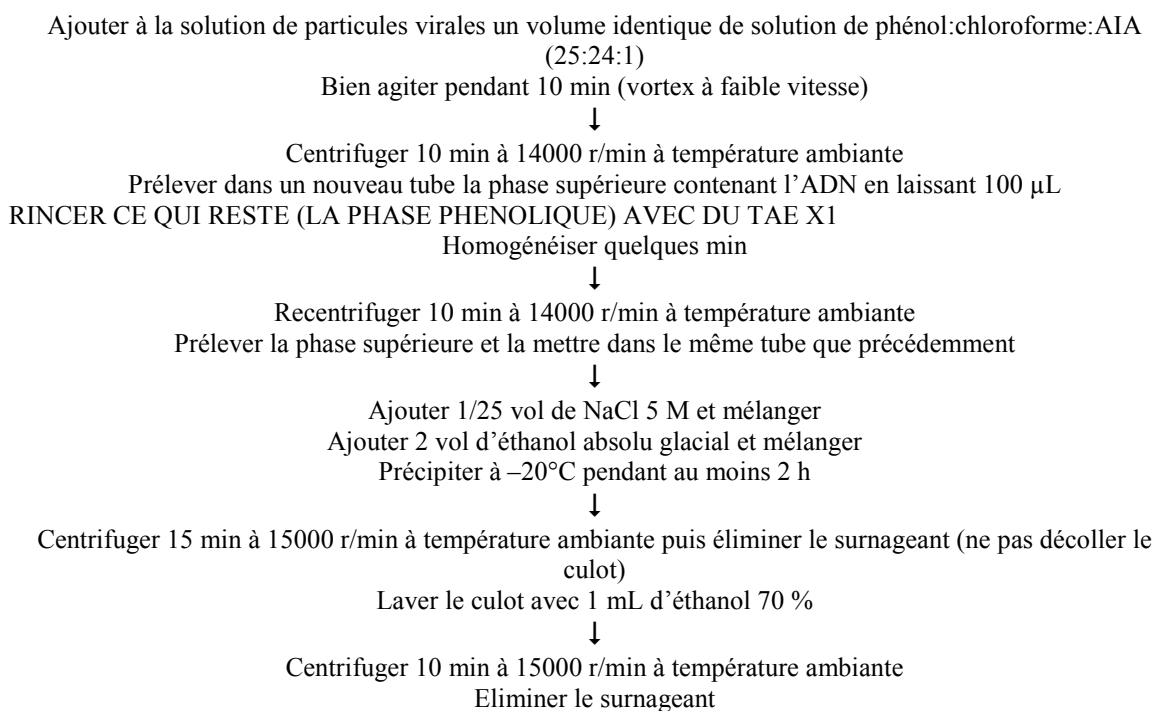 Ajouter à la solution de particules virales un volume identique de solution de phénol:chloroforme:AIA
(25:24:1)
Bien agiter pendant 10 min (vortex à faible vitesse)
↓
Centrifuger 10 min à 14000 r/min à température ambiante
Prélever dans un nouveau tube la phase supérieure contenant l’ADN en laissant 100 µL
RINCER CE QUI RESTE (LA PHASE PHENOLIQUE) AVEC DU TAE X1
Homogénéiser quelques min
↓
Recentrifuger 10 min à 14000 r/min à température ambiante
Prélever la phase supérieure et la mettre dans le même tube que précédemment
↓
Ajouter 1/25 vol de NaCl 5 M et mélanger
Ajouter 2 vol d’éthanol absolu glacial et mélanger
Précipiter à –20°C pendant au moins 2 h
↓
Centrifuger 15 min à 15000 r/min à température ambiante puis éliminer le surnageant (ne pas décoller le
culot)
Laver le culot avec 1 mL d’éthanol 70 %
↓
Centrifuger 10 min à 15000 r/min à température ambiante
Eliminer le surnageant